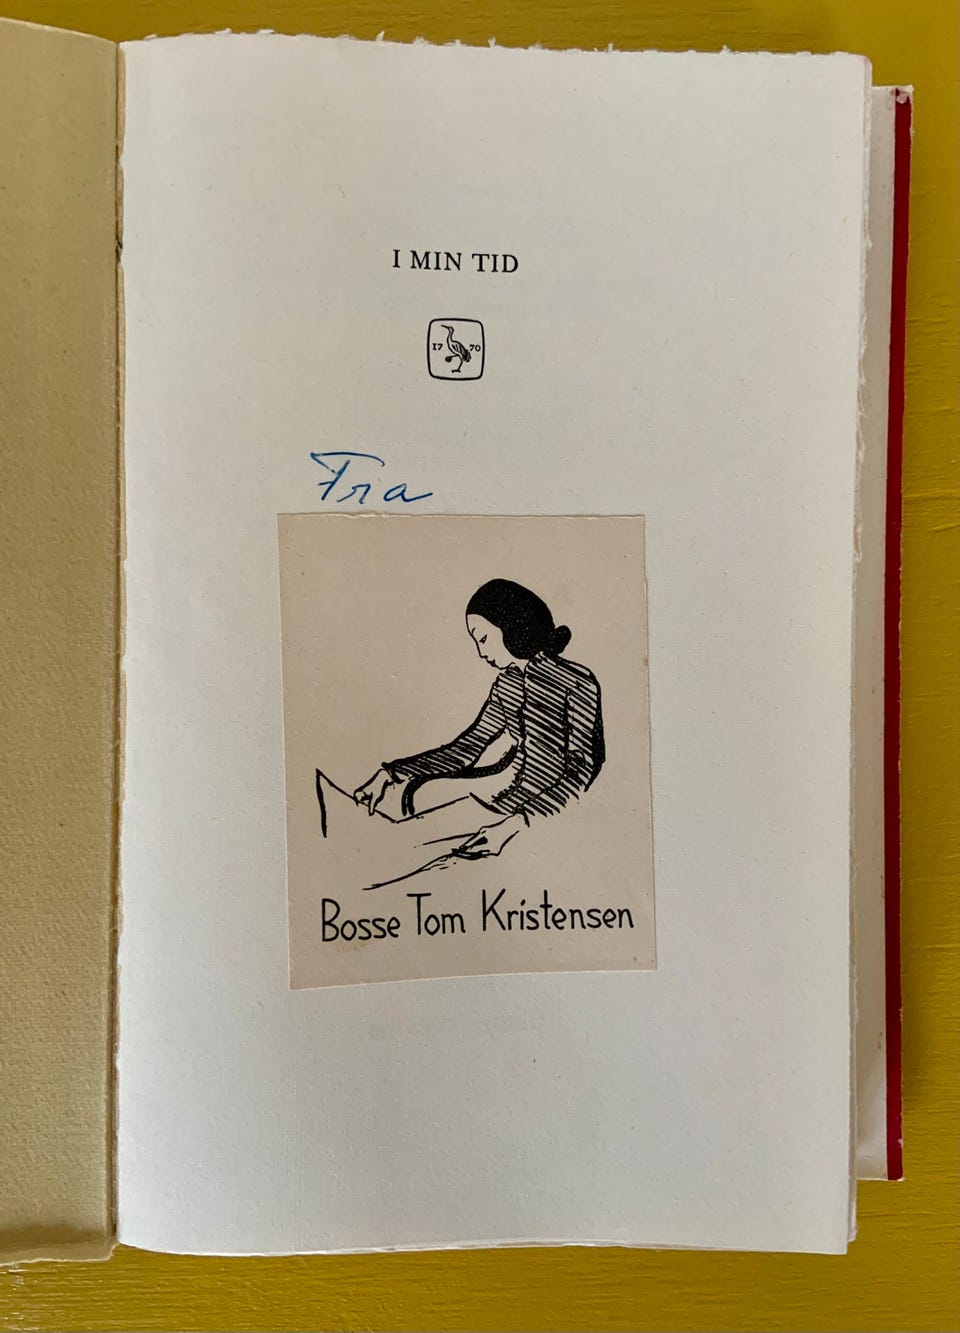 I MIN TID
17 70
Fra
Bosse Tom Kristensen